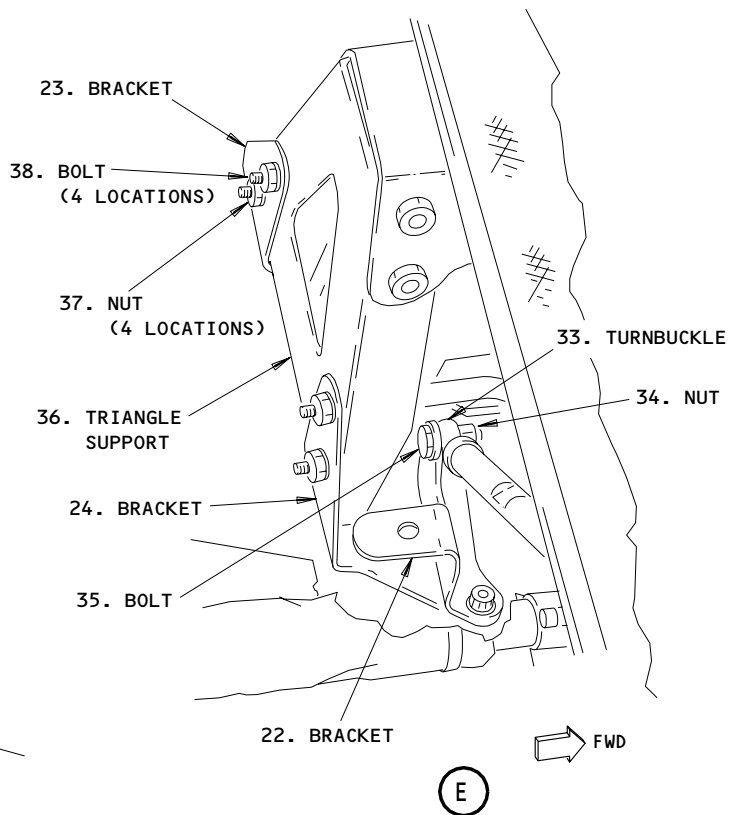 23. BRACKET
38. BOLT
(4 LOCATIONS)
37. NUT
(4 LOCATIONS)
33. TURNBUCKLE
34. NUT
36. TRIANGLE
SUPPORT
24. BRACKET
35. BOLT
22. BRACKET
FWD
E